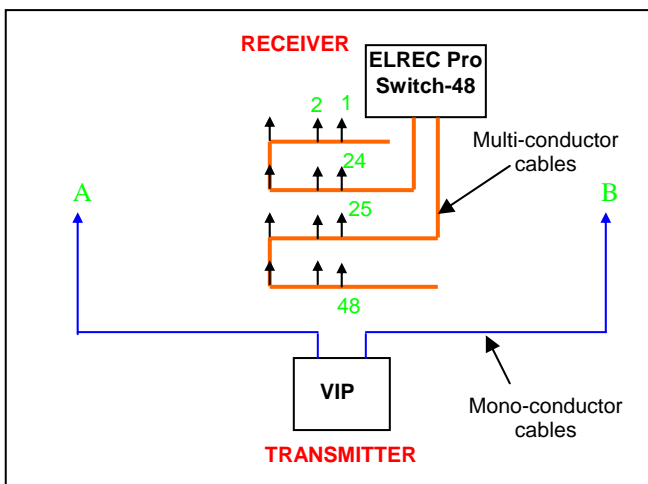 RECEIVER
ELREC Pro
Switch-48
2 1
24
Multi-conductor
cables
A
B
25
48
VIP
Mono-conductor
cables
TRANSMITTER